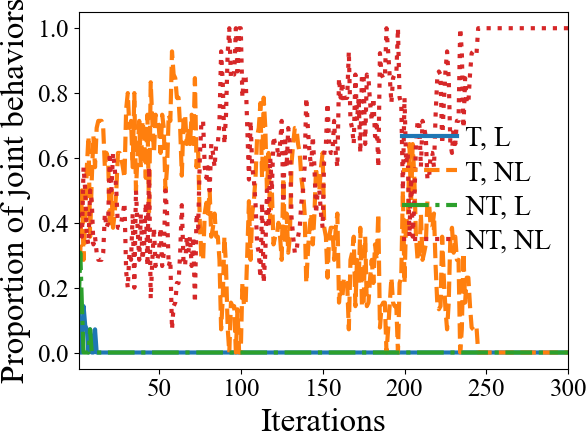 Proportion of joint behaviors
1.0
0.8
0.6
0.4
0.2
0.0
T, L
T, NL
NT, L
NT, NL
50 100 150 200 250 300
Iterations